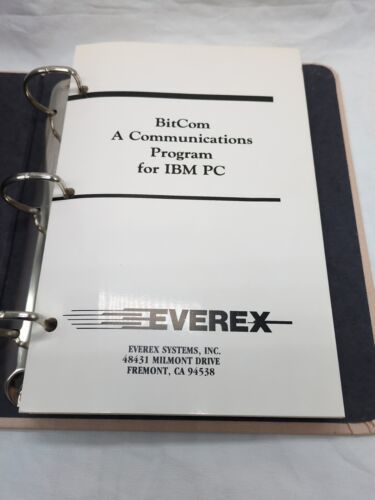 BitCom
A Communications
Program
for IBM PC
EVEREX
EVEREX SYSTEMS, INC.
48431 MILMONT DRIVE
FREMONT, CA 94538